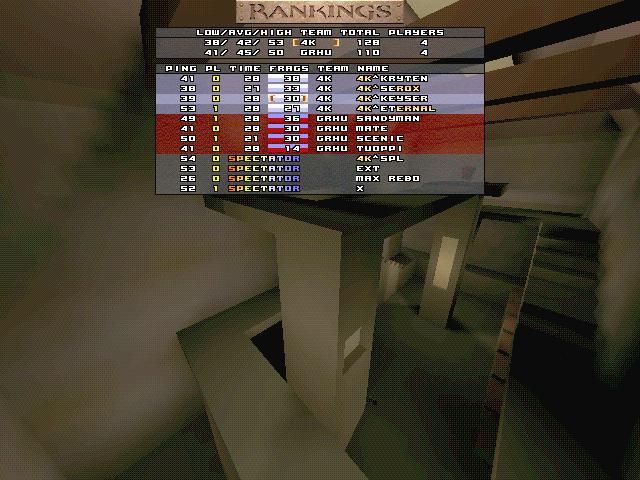 RANKINGS
LOW/AVG/HIGH TEAM TOTAL PLAYERS
38/ 42/ 53 [4K ] 128 4
41/ 45/ 50 GRHU 110 4
PING PL TIME FRAGS TEAM NAME
41 0 28 38 4K 4K^KRYTEN
38 0 27 33 4K 4K^SEROX
39 0 28 [ 30] 4K 4K^KEYSER
53 1 28 27 4K 4K^ETERNAL
49 1 28 36 GRHU SANDYMAN
41 0 28 30 GRHU MATE
50 1 21 30 GRHU SCENIC
41 0 28 14 GRHU TUOPPI
54 0 SPECTATOR 4K^SPL
53 0 SPECTATOR EXT
26 0 SPECTATOR MAX REBO
52 1 SPECTATOR X